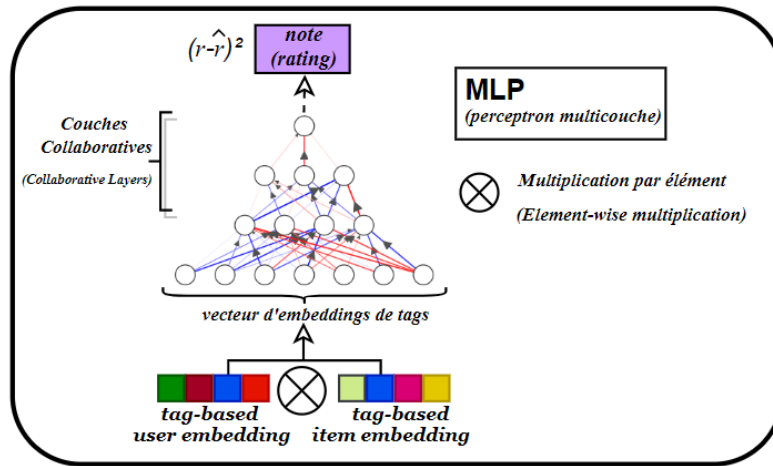 (r-r̂)²
note
(rating)
MLP
(perceptron multicouche)
Couches
Collaboratives
(Collaborative Layers)
Multiplication par élément
(Element-wise multiplication)
vecteur d'embeddings de tags
tag-based
user embedding
tag-based
item embedding